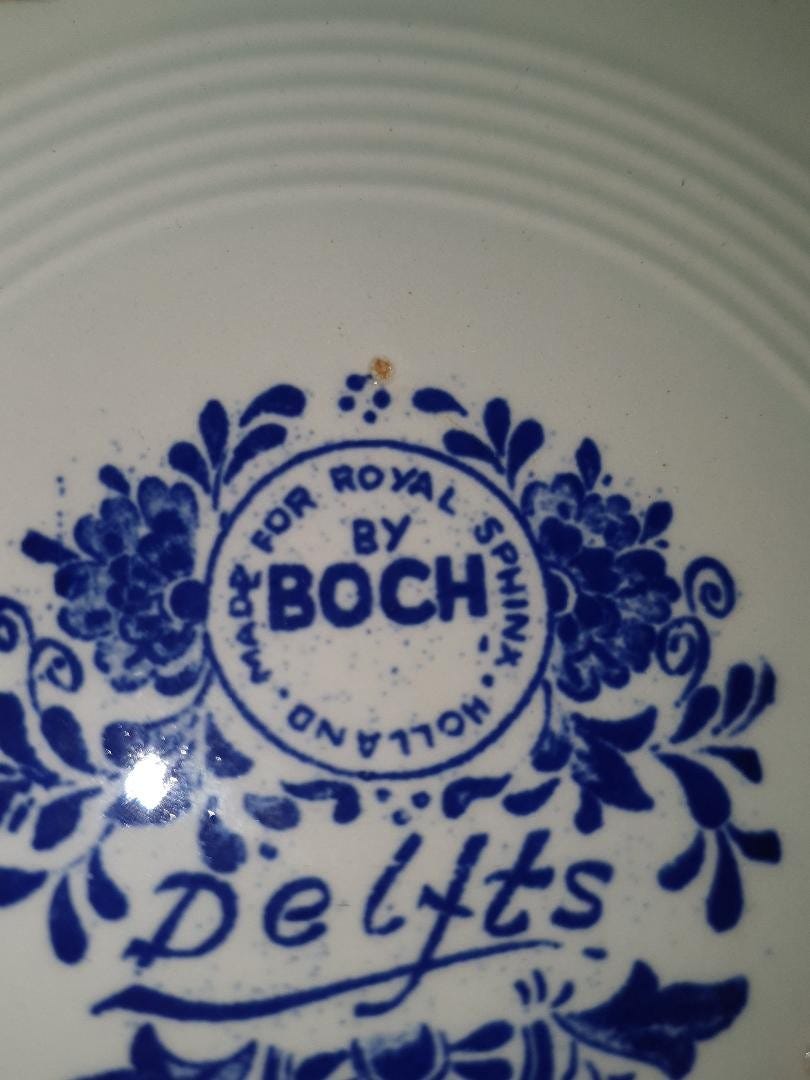 MADE FOR ROYAL SPHINX • HOLLAND •
BY
BOCH
Delfts